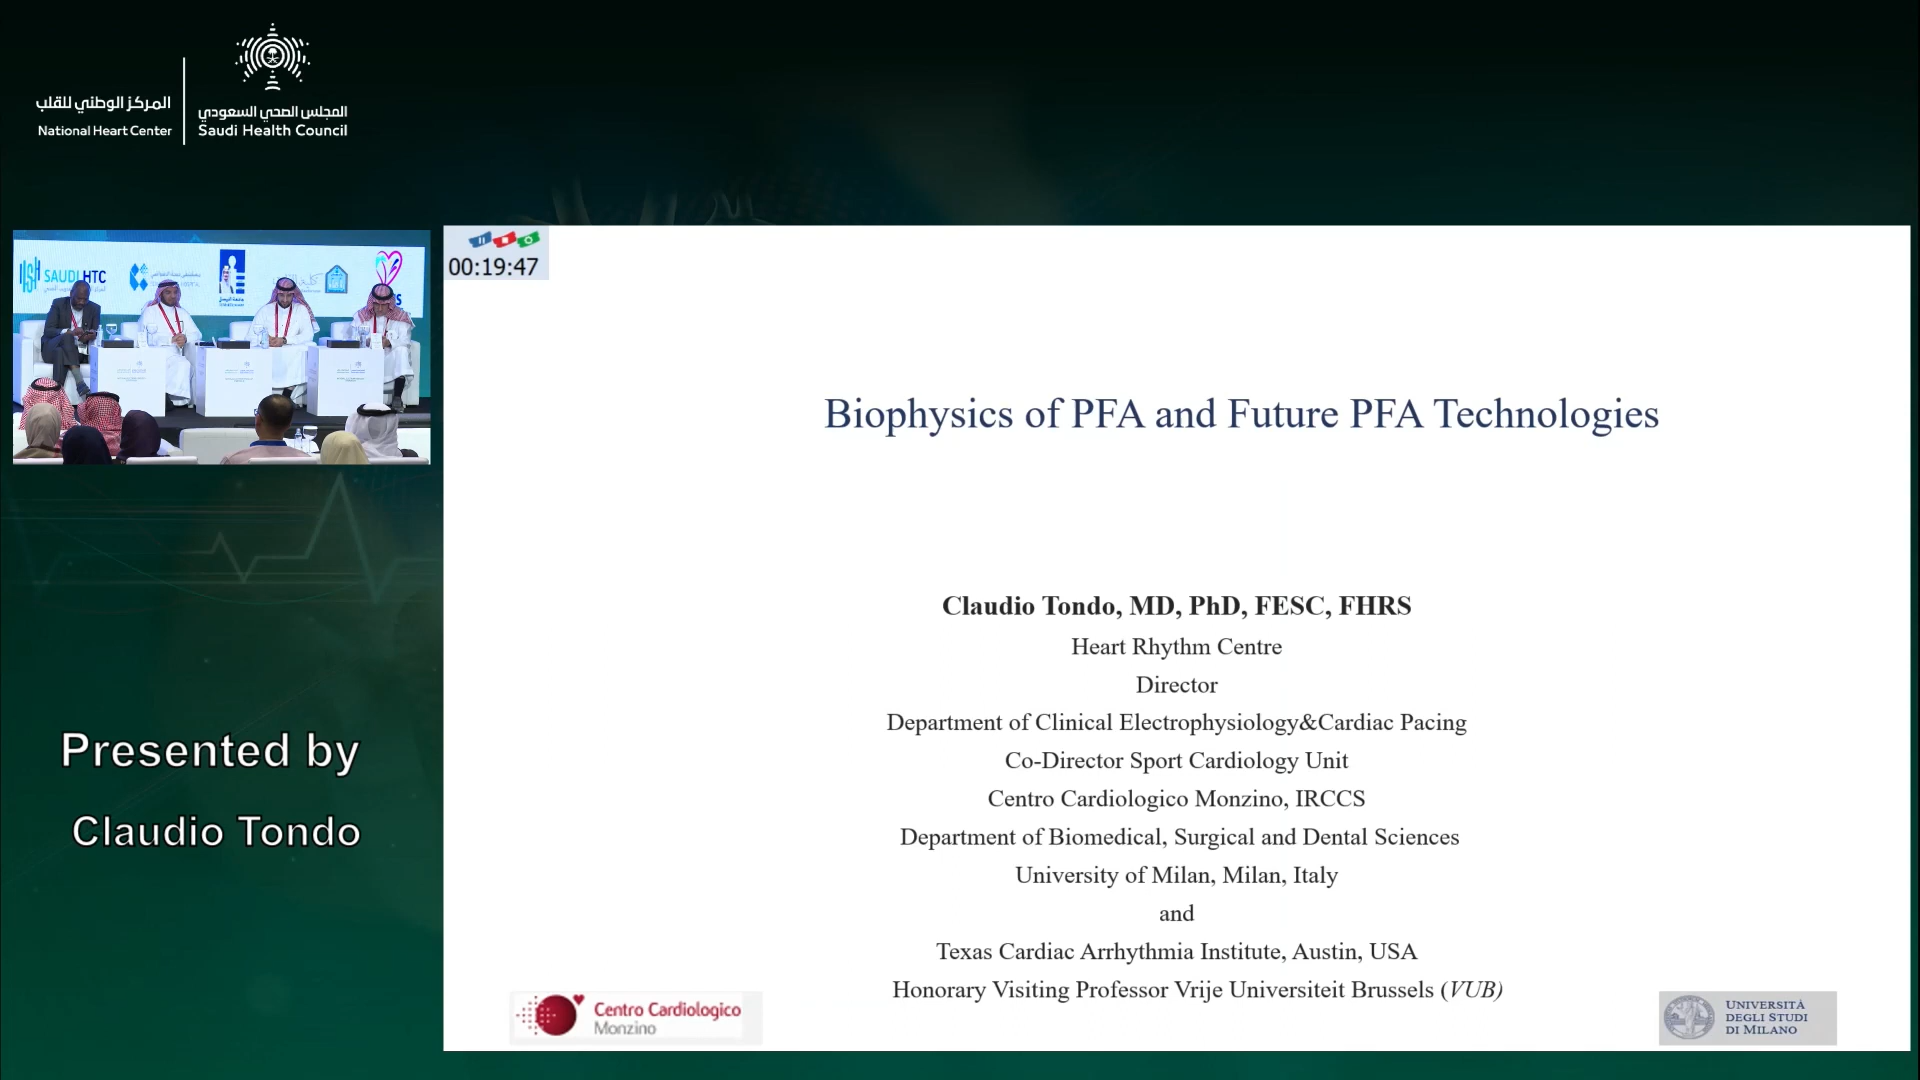 المركز الوطني للقلب
National Heart Center
المجلس الصحي السعودي
Saudi Health Council
SAUDI HTC
00:19:47
Biophysics of PFA and Future PFA Technologies
Claudio Tondo, MD, PhD, FESC, FHRS
Heart Rhythm Centre
Director
Department of Clinical Electrophysiology&Cardiac Pacing
Co-Director Sport Cardiology Unit
Centro Cardiologico Monzino, IRCCS
Department of Biomedical, Surgical and Dental Sciences
University of Milan, Milan, Italy
and
Texas Cardiac Arrhythmia Institute, Austin, USA
Honorary Visiting Professor Vrije Universiteit Brussels (VUB)
Centro Cardiologico
Monzino
UNIVERSITÀ
DEGLI STUDI
DI MILANO
Presented by
Claudio Tondo